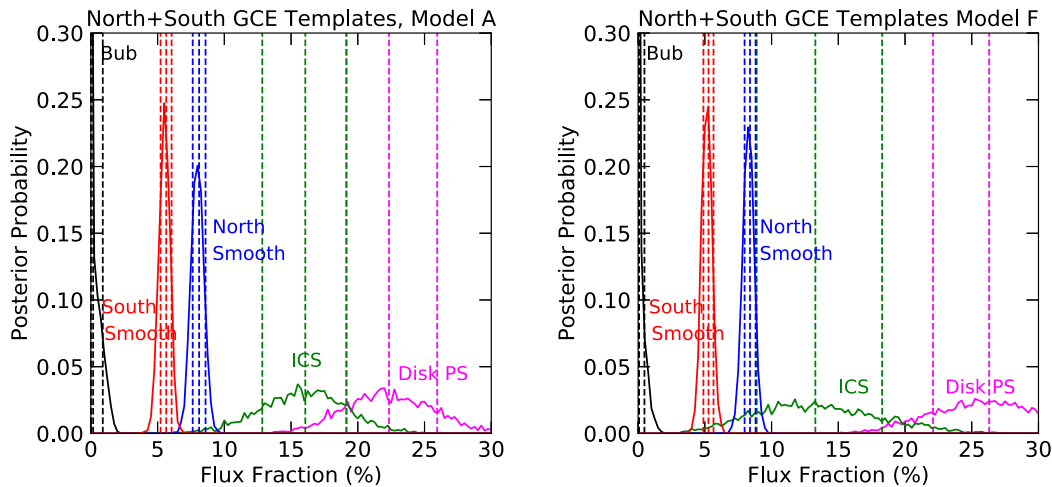 North+South GCE Templates, Model A
0.30
0.25
0.20
0.15
0.10
0.05
0.00
Posterior Probability
Bub
South
Smooth
North
Smooth
ICS
Disk PS
0 5 10 15 20 25 30
Flux Fraction (%)
North+South GCE Templates Model F
0.30
0.25
0.20
0.15
0.10
0.05
0.00
Posterior Probability
Bub
South
Smooth
North
Smooth
ICS
Disk PS
0 5 10 15 20 25 30
Flux Fraction (%)